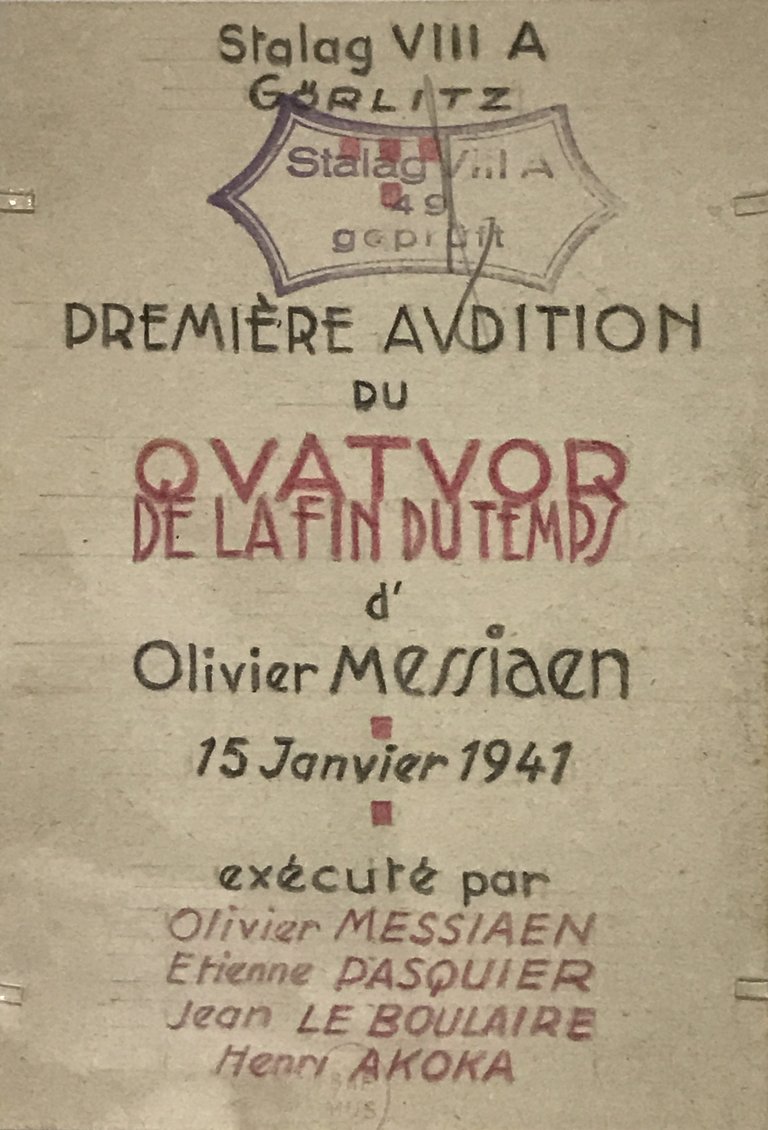 Stalag VIII A
GÖRLITZ
Stalag VIII A
49
geprüft
PREMIÈRE AVDITION
DU
QVATVOR
DE LA FIN DU TEMPS
d'
Olivier Messiaen
15 Janvier 1941
exécuté par
Olivier MESSIAEN
Etienne PASQUIER
Jean LE BOULAIRE
Henri AKOKA